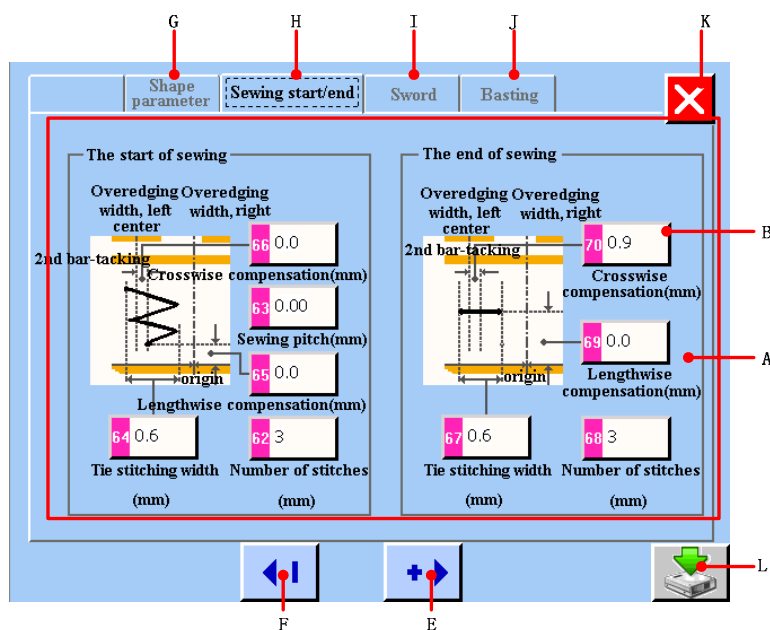 G H I J K
Shape
parameter
Sewing start/end
Sword
Basting
The start of sewing
Overedging
width, left
center
Overedging
width, right
66 0.0
2nd bar-tacking
Crosswise compensation(mm)
63 0.00
Sewing pitch(mm)
65 0.0
origin
Lengthwise compensation(mm)
64 0.6
Tie stitching width
(mm)
62 3
Number of stitches
(mm)
The end of sewing
Overedging
width, left
center
Overedging
width, right
70 0.9
2nd bar-tacking
Crosswise
compensation(mm)
69 0.0
origin
Lengthwise
compensation(mm)
67 0.6
Tie stitching width
(mm)
68 3
Number of stitches
(mm)
B
A
L
F E